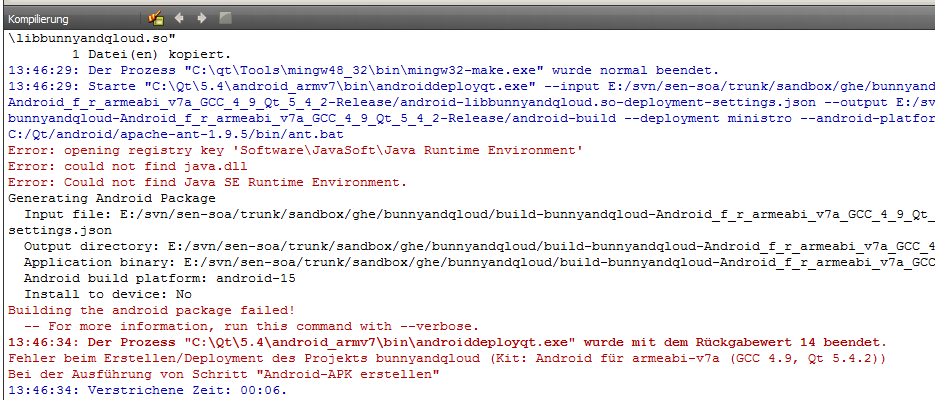 Kompilierung
\libbunnyandqloud.so"
1 Datei(en) kopiert.
13:46:29: Der Prozess "C:\qt\Tools\mingw48_32\bin\mingw32-make.exe" wurde normal beendet.
13:46:29: Starte "C:\Qt\5.4\android_armv7\bin\androiddeployqt.exe" --input E:/svn/sen-soa/trunk/sandbox/ghe/bunnyand
Android_f_r_armeabi_v7a_GCC_4_9_Qt_5_4_2-Release/android-libbunnyandqloud.so-deployment-settings.json --output E:/sv
bunnyandqloud-Android_f_r_armeabi_v7a_GCC_4_9_Qt_5_4_2-Release/android-build --deployment ministro --android-platfor
C:/Qt/android/apache-ant-1.9.5/bin/ant.bat
Error: opening registry key 'Software\JavaSoft\Java Runtime Environment'
Error: could not find java.dll
Error: Could not find Java SE Runtime Environment.
Generating Android Package
Input file: E:/svn/sen-soa/trunk/sandbox/ghe/bunnyandqloud/build-bunnyandqloud-Android_f_r_armeabi_v7a_GCC_4_9_Qt_
settings.json
Output directory: E:/svn/sen-soa/trunk/sandbox/ghe/bunnyandqloud/build-bunnyandqloud-Android_f_r_armeabi_v7a_GCC_4
Application binary: E:/svn/sen-soa/trunk/sandbox/ghe/bunnyandqloud/build-bunnyandqloud-Android_f_r_armeabi_v7a_GCC
Android build platform: android-15
Install to device: No
Building the android package failed!
-- For more information, run this command with --verbose.
13:46:34: Der Prozess "C:\Qt\5.4\android_armv7\bin\androiddeployqt.exe" wurde mit dem Rückgabewert 14 beendet.
Fehler beim Erstellen/Deployment des Projekts bunnyandqloud (Kit: Android für armeabi-v7a (GCC 4.9, Qt 5.4.2))
Bei der Ausführung von Schritt "Android-APK erstellen"
13:46:34: Verstrichene Zeit: 00:06.